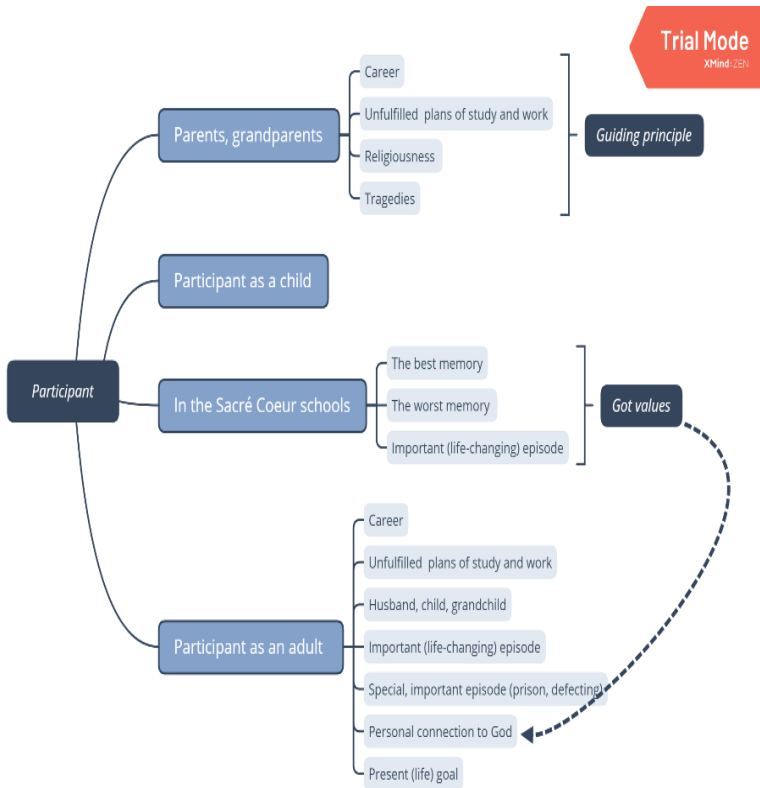 Trial Mode
XMind:ZEN
Career
Unfulfilled plans of study and work
Parents, grandparents
Guiding principle
Religiousness
Tragedies
Participant as a child
Participant
The best memory
In the Sacré Coeur schools
The worst memory
Got values
Important (life-changing) episode
Career
Unfulfilled plans of study and work
Husband, child, grandchild
Participant as an adult
Important (life-changing) episode
Special, important episode (prison, defecting)
Personal connection to God
Present (life) goal